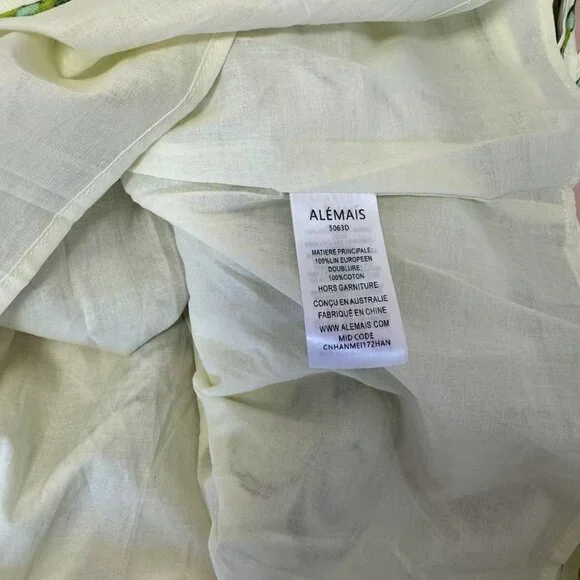 ALÉMAIS
5063D
MATIERE PRINCIPALE:
100%LIN EUROPEEN
DOUBLURE:
100%COTON
HORS GARNITURE
CONÇU EN AUSTRALIE
FABRIQUÉ EN CHINE
WWW.ALEMAIS.COM
MID CODE
CNHANMEI172HAN